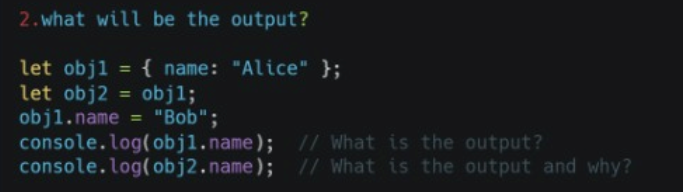 2.what will be the output?
let obj1 = { name: "Alice" };
let obj2 = obj1;
obj1.name = "Bob";
console.log(obj1.name);  // What is the output?
console.log(obj2.name);  // What is the output and why?